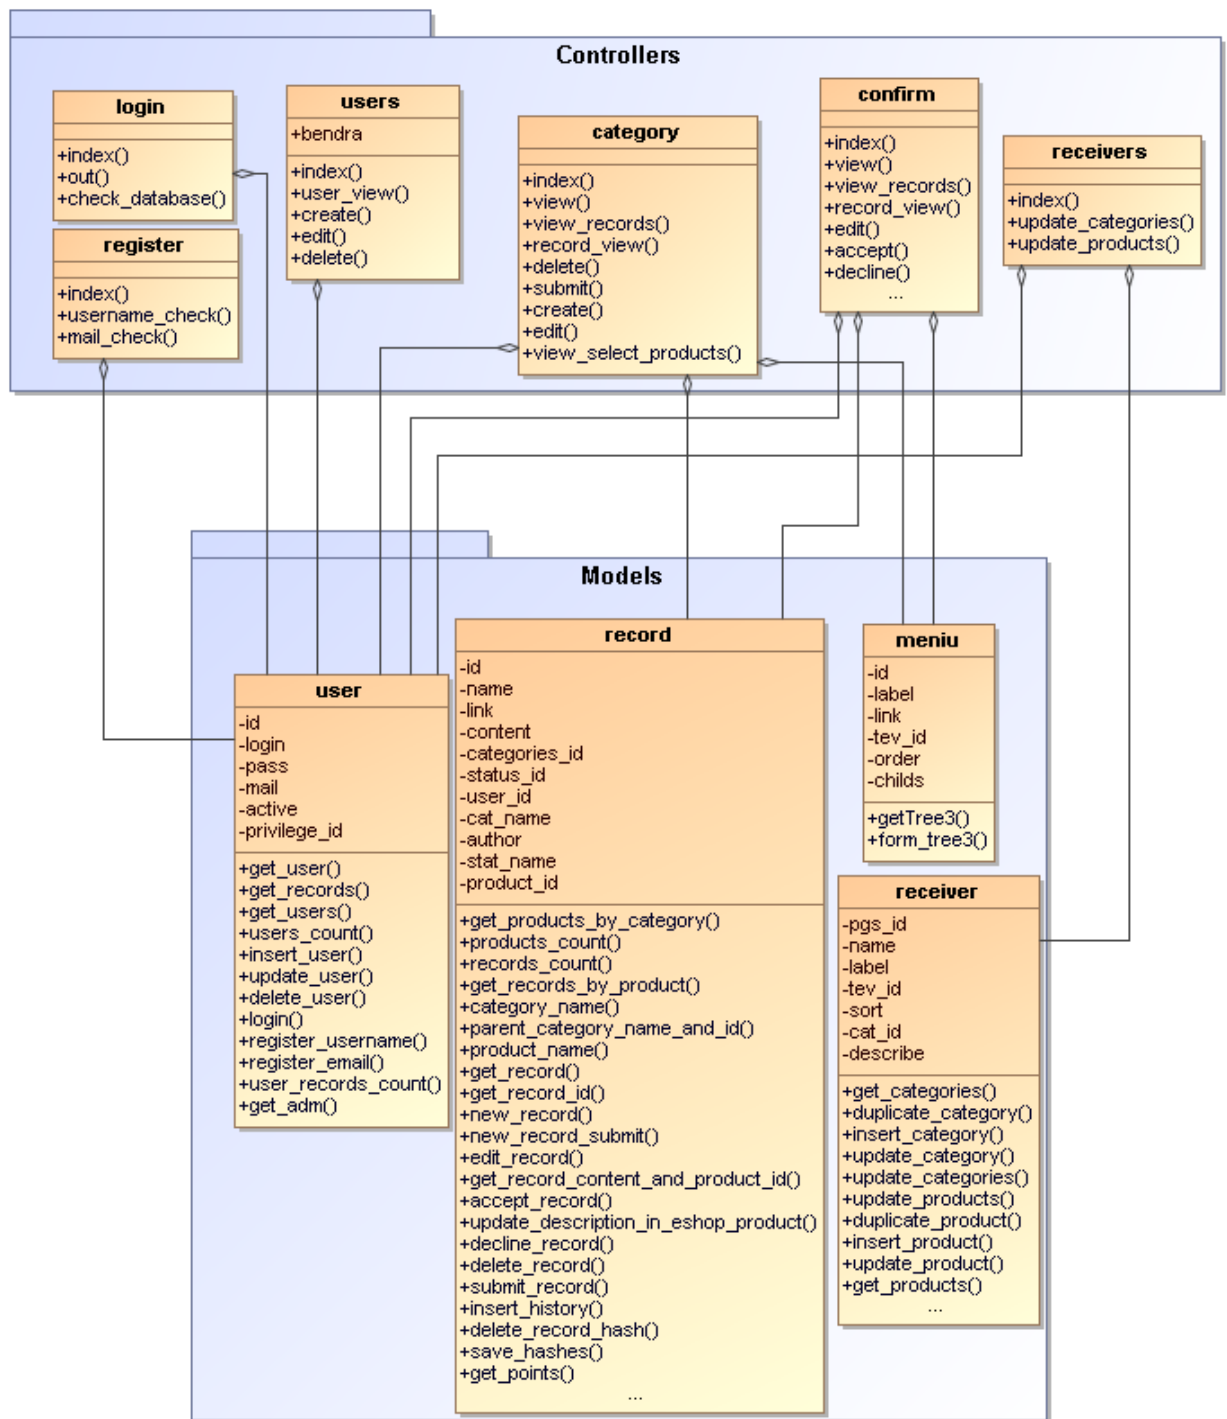 Controllers
login
+index()
+out()
+check_database()
register
+index()
+username_check()
+mail_check()
users
+bendra
+index()
+user_view()
+create()
+edit()
+delete()
category
+index()
+view()
+view_records()
+record_view()
+delete()
+submit()
+create()
+edit()
+view_select_products()
confirm
+index()
+view()
+view_records()
+record_view()
+edit()
+accept()
+decline()
...
receivers
+index()
+update_categories()
+update_products()
Models
user
-id
-login
-pass
-mail
-active
-privilege_id
+get_user()
+get_records()
+get_users()
+users_count()
+insert_user()
+update_user()
+delete_user()
+login()
+register_username()
+register_email()
+user_records_count()
+get_adm()
record
-id
-name
-link
-content
-categories_id
-status_id
-user_id
-cat_name
-author
-stat_name
-product_id
+get_products_by_category()
+products_count()
+records_count()
+get_records_by_product()
+category_name()
+parent_category_name_and_id()
+product_name()
+get_record()
+get_record_id()
+new_record()
+new_record_submit()
+edit_record()
+get_record_content_and_product_id()
+accept_record()
+update_description_in_eshop_product()
+decline_record()
+delete_record()
+submit_record()
+insert_history()
+delete_record_hash()
+save_hashes()
+get_points()
...
meniu
-id
-label
-link
-tev_id
-order
-childs
+getTree3()
+form_tree3()
receiver
-pgs_id
-name
-label
-tev_id
-sort
-cat_id
-describe
+get_categories()
+duplicate_category()
+insert_category()
+update_category()
+update_categories()
+update_products()
+duplicate_product()
+insert_product()
+update_product()
+get_products()
...